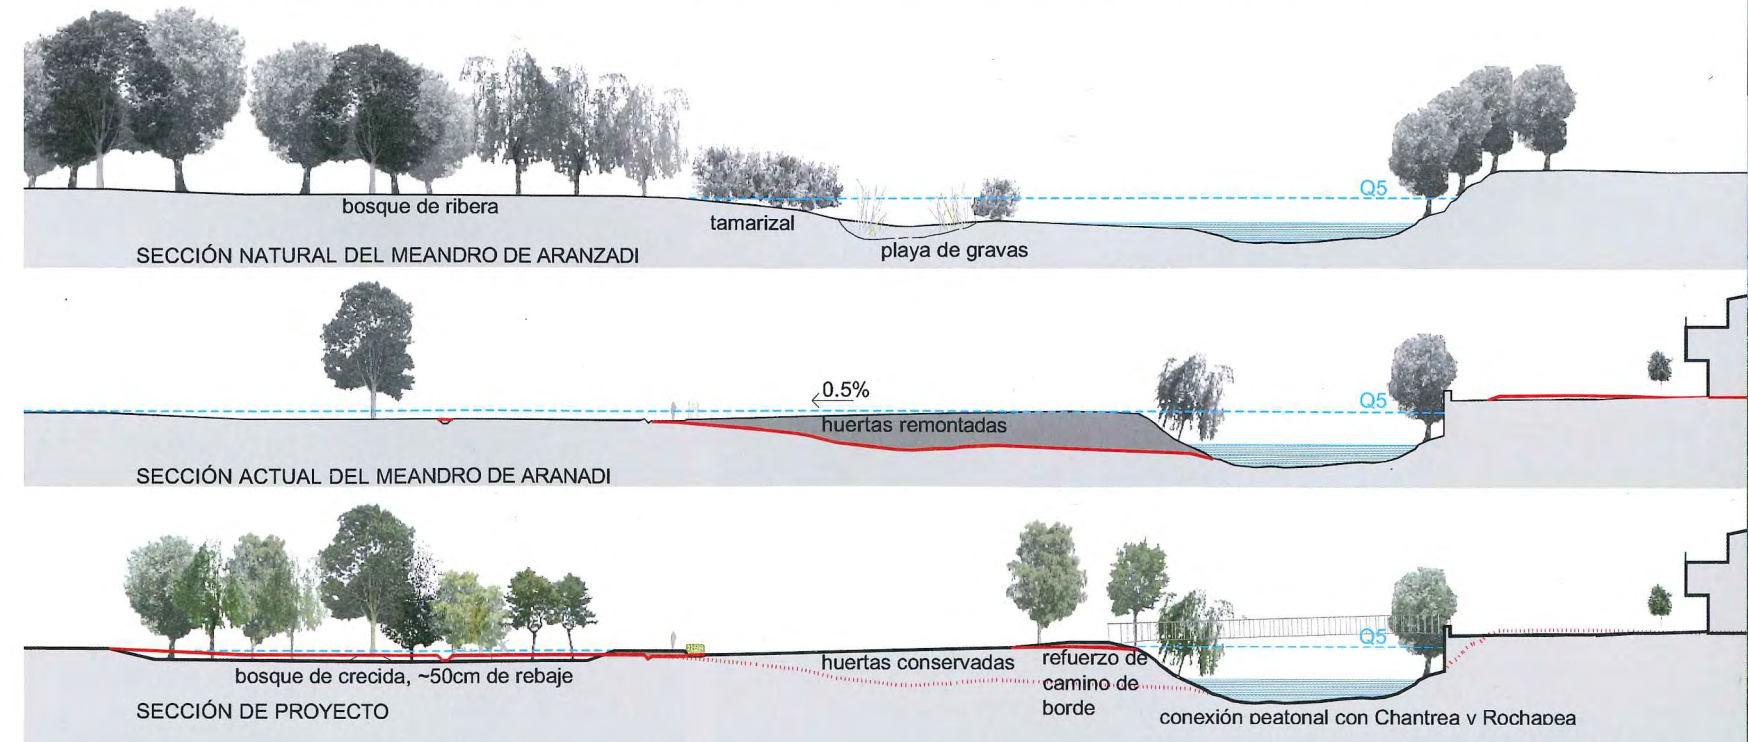 Q5
bosque de ribera
tamarizal
playa de gravas
SECCIÓN NATURAL DEL MEANDRO DE ARANZADI
0.5%
Q5
huertas remontadas
SECCIÓN ACTUAL DEL MEANDRO DE ARANADI
Q5
huertas conservadas
refuerzo de
camino de
borde
bosque de crecida, ~50cm de rebaje
SECCIÓN DE PROYECTO
conexión peatonal con Chantrea y Rochapea